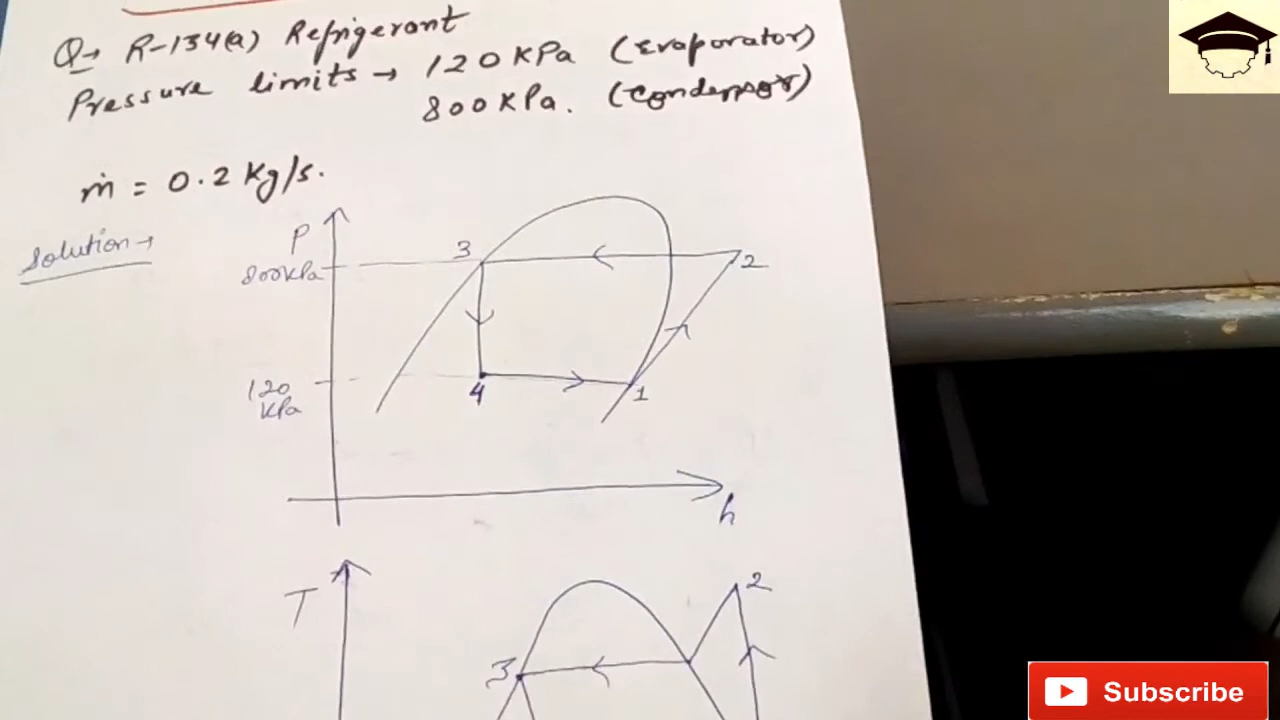 Q→ R-134(a) Refrigerant
Pressure limits → 120 KPa (Evaporator)
800 KPa. (Condensor)
ṁ = 0.2 Kg/s.
Solution→
P
3
2
800KPa
120
KPa
4
1
h
T
2
3
Subscribe